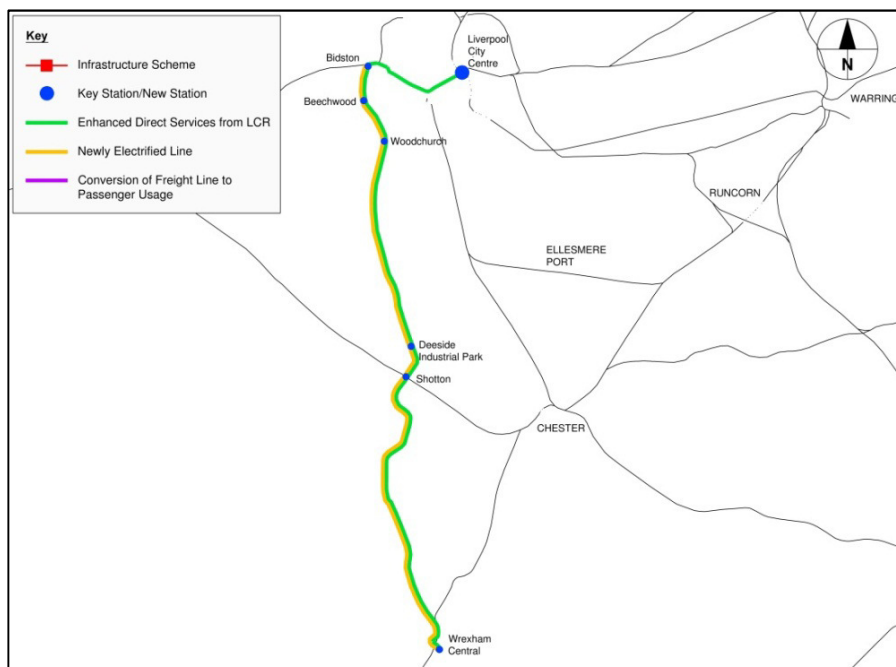 Key
Infrastructure Scheme
Key Station/New Station
Enhanced Direct Services from LCR
Newly Electrified Line
Conversion of Freight Line to
Passenger Usage
Liverpool
City
Centre
Bidston
N
Beechwood
WARRING
Woodchurch
RUNCORN
ELLESMERE
PORT
Deeside
Industrial Park
Shotton
CHESTER
Wrexham
Central